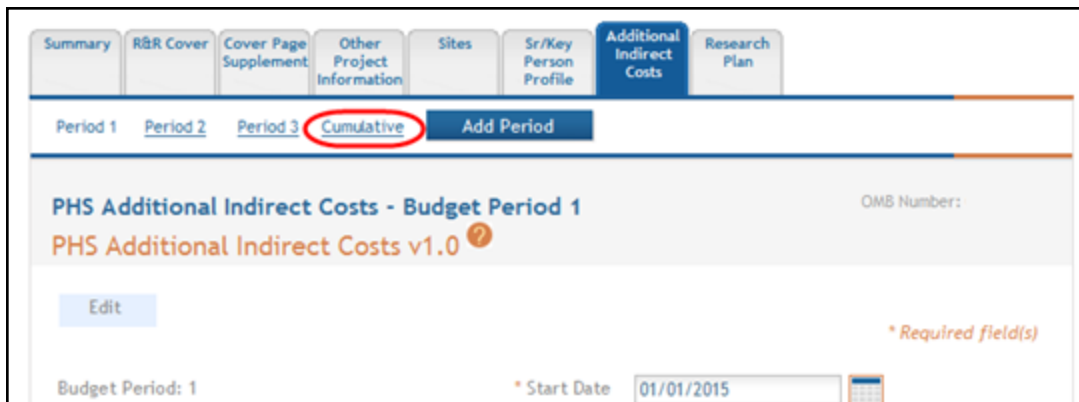 Summary
R&R Cover
Cover Page
Supplement
Other
Project
Information
Sites
Sr/Key
Person
Profile
Additional
Indirect
Costs
Research
Plan
Period 1 Period 2 Period 3 Cumulative Add Period
PHS Additional Indirect Costs - Budget Period 1
OMB Number:
PHS Additional Indirect Costs v1.0 ?
Edit
* Required field(s)
Budget Period: 1 * Start Date 01/01/2015